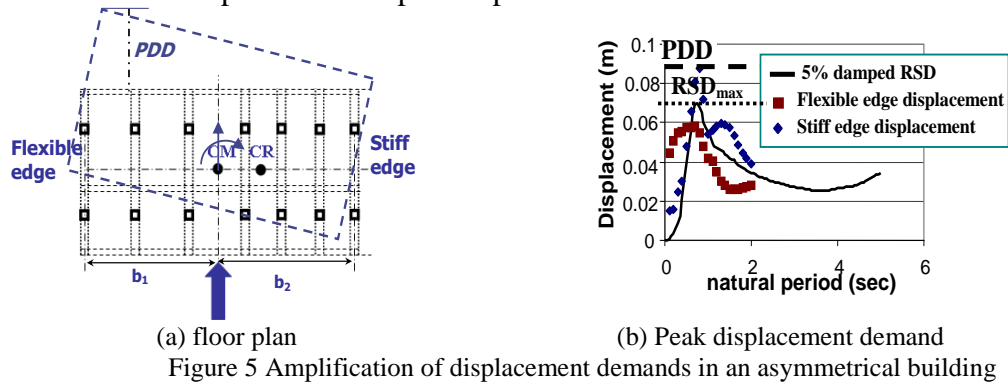 PDD
Flexible
edge
CM
CR
Stiff
edge
b1
b2
(a) floor plan
Displacement (m)
0.1
0.08
0.06
0.04
0.02
0
0
2
4
6
natural period (sec)
PDD
RSDmax
5% damped RSD
Flexible edge displacement
Stiff edge displacement
(b) Peak displacement demand
Figure 5 Amplification of displacement demands in an asymmetrical building